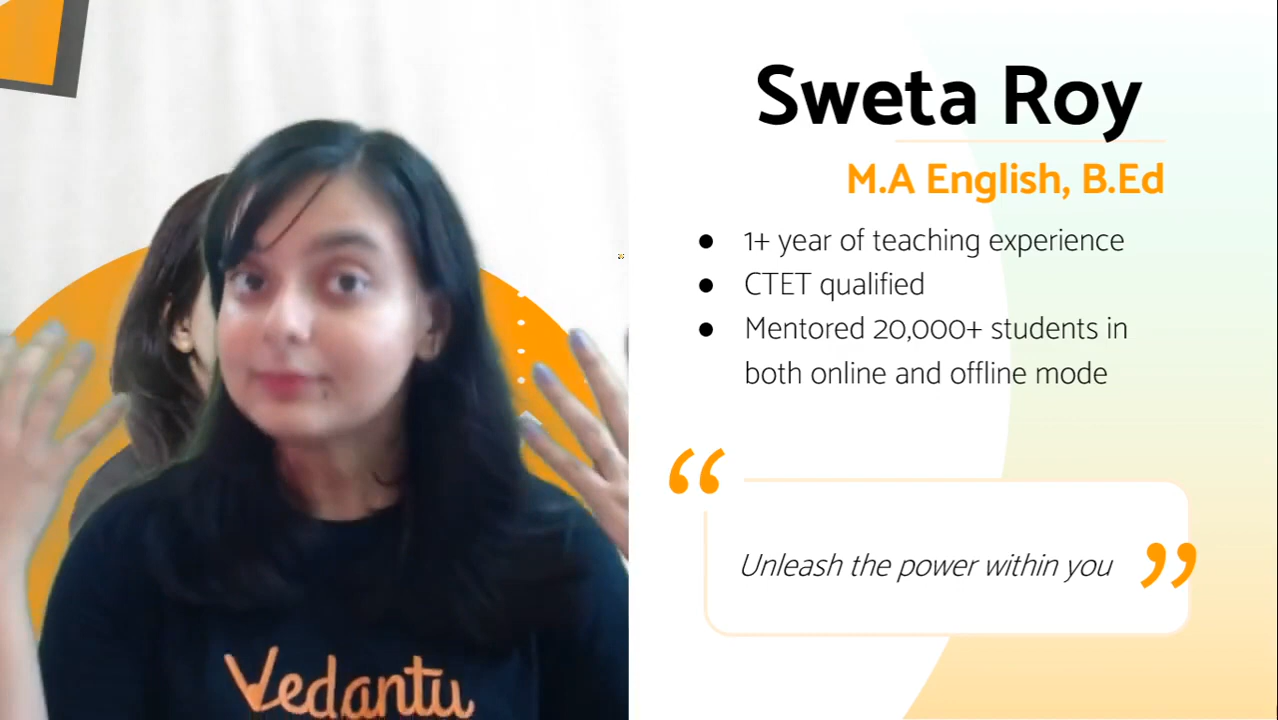 Sweta Roy
M.A English, B.Ed
● 1+ year of teaching experience
● CTET qualified
● Mentored 20,000+ students in
both online and offline mode
“
Unleash the power within you ”
Vedantu